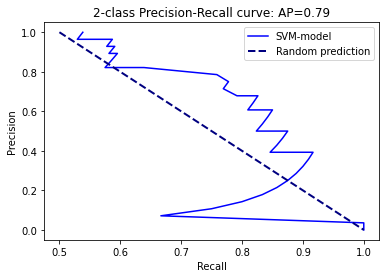 2-class Precision-Recall curve: AP=0.79
SVM-model
Random prediction
Precision
1.0
0.8
0.6
0.4
0.2
0.0
0.5 0.6 0.7 0.8 0.9 1.0
Recall